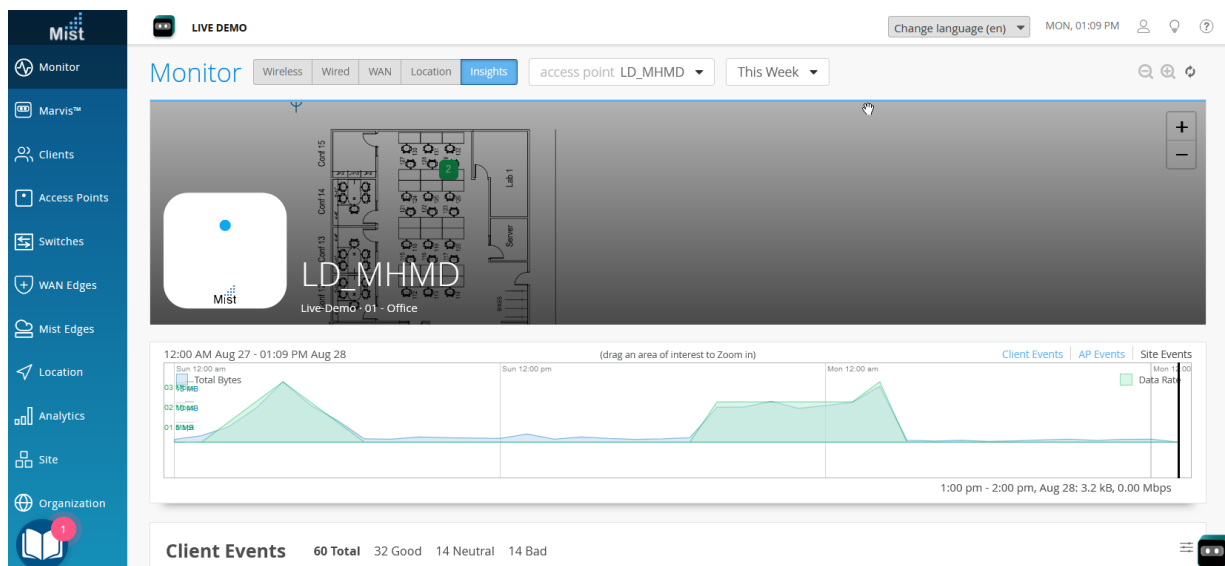 Mist
LIVE DEMO
Change language (en)
MON, 01:09 PM
Monitor
Marvis™
Clients
Access Points
Switches
WAN Edges
Mist Edges
Location
Analytics
Site
Organization
1
Monitor
Wireless Wired WAN Location Insights
access point LD_MHMD
This Week
+
−
Conf 15
Conf 14
Conf 13
Lab 1
Server
2
Mist
LD_MHMD
Live-Demo - 01 - Office
12:00 AM Aug 27 - 01:09 PM Aug 28
(drag an area of interest to Zoom in)
Client Events AP Events Site Events
Sun 12:00 am
Sun 12:00 pm
Mon 12:00 am
Total Bytes
Data Rate
1:00 pm - 2:00 pm, Aug 28: 3.2 kB, 0.00 Mbps
Client Events 60 Total 32 Good 14 Neutral 14 Bad